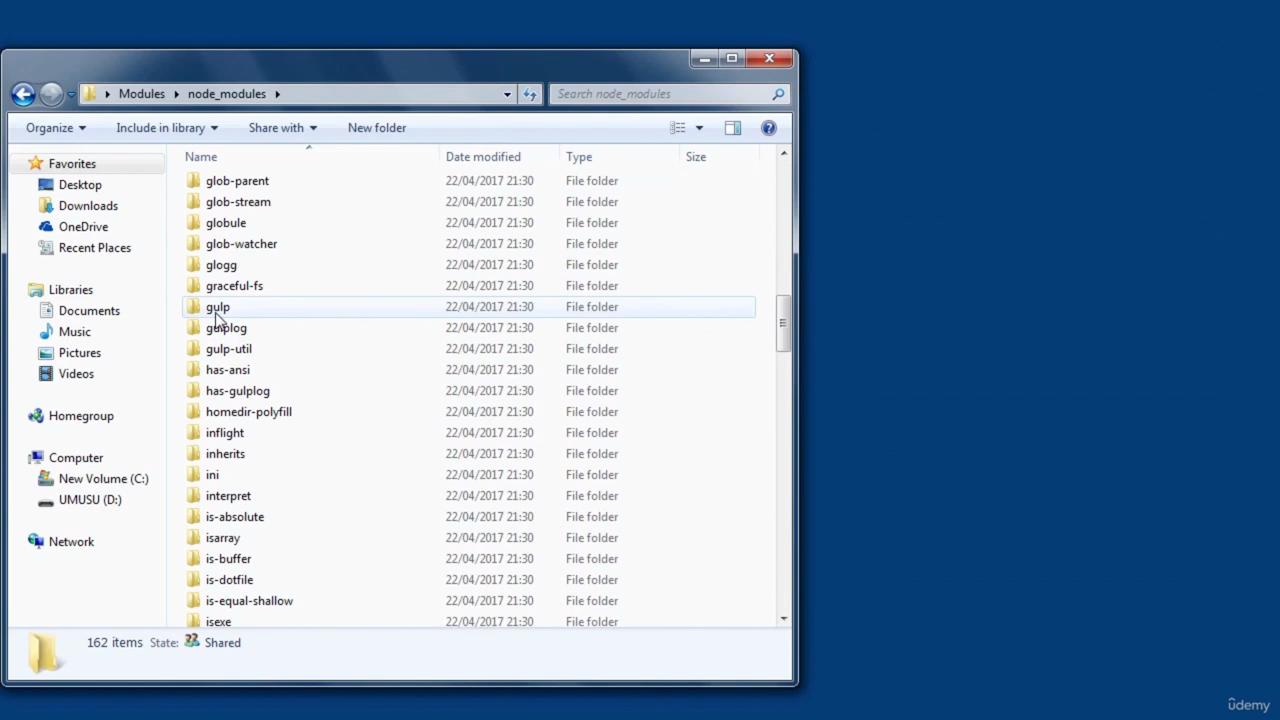 Modules node_modules
Search node_modules
Organize Include in library Share with New folder
Favorites
Desktop
Downloads
OneDrive
Recent Places
Libraries
Documents
Music
Pictures
Videos
Homegroup
Computer
New Volume (C:)
UMUSU (D:)
Network
Name Date modified Type Size
glob-parent 22/04/2017 21:30 File folder
glob-stream 22/04/2017 21:30 File folder
globule 22/04/2017 21:30 File folder
glob-watcher 22/04/2017 21:30 File folder
glogg 22/04/2017 21:30 File folder
graceful-fs 22/04/2017 21:30 File folder
gulp 22/04/2017 21:30 File folder
gulplog 22/04/2017 21:30 File folder
gulp-util 22/04/2017 21:30 File folder
has-ansi 22/04/2017 21:30 File folder
has-gulplog 22/04/2017 21:30 File folder
homedir-polyfill 22/04/2017 21:30 File folder
inflight 22/04/2017 21:30 File folder
inherits 22/04/2017 21:30 File folder
ini 22/04/2017 21:30 File folder
interpret 22/04/2017 21:30 File folder
is-absolute 22/04/2017 21:30 File folder
isarray 22/04/2017 21:30 File folder
is-buffer 22/04/2017 21:30 File folder
is-dotfile 22/04/2017 21:30 File folder
is-equal-shallow 22/04/2017 21:30 File folder
isexe 22/04/2017 21:30 File folder
162 items State: Shared
ûdemy